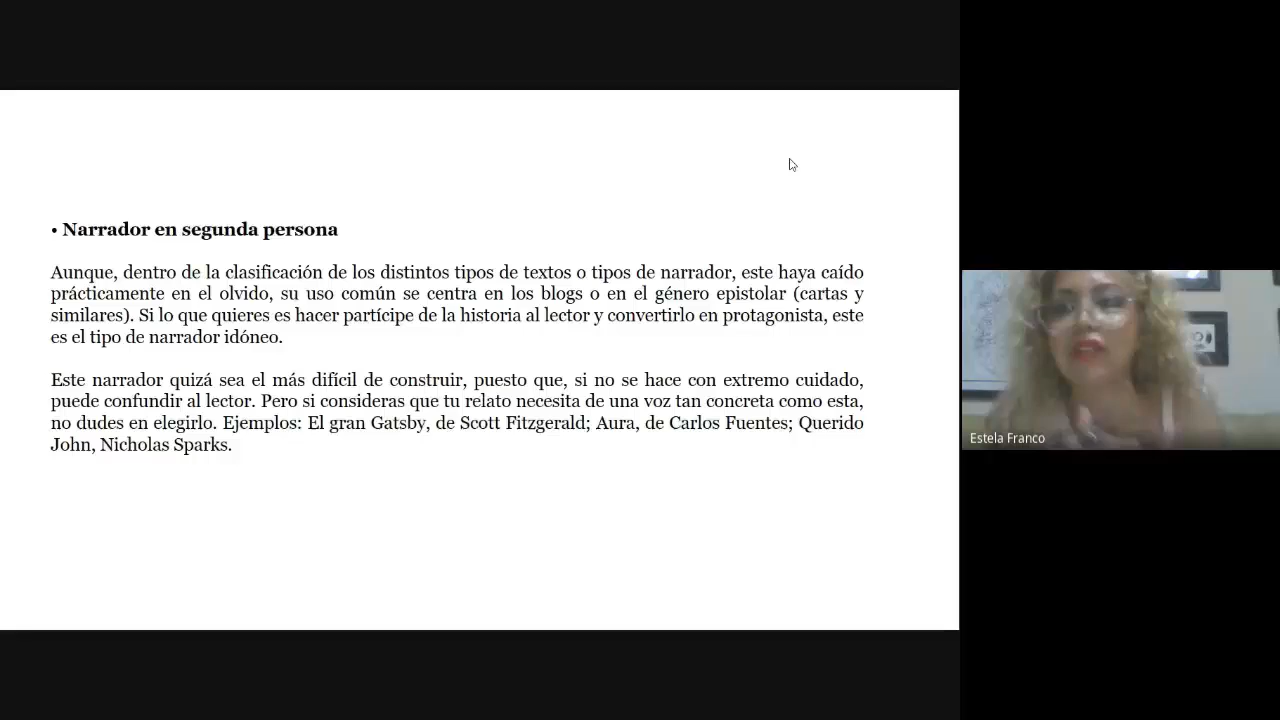 • Narrador en segunda persona
Aunque, dentro de la clasificación de los distintos tipos de textos o tipos de narrador, este haya caído
prácticamente en el olvido, su uso común se centra en los blogs o en el género epistolar (cartas y
similares). Si lo que quieres es hacer partícipe de la historia al lector y convertirlo en protagonista, este
es el tipo de narrador idóneo.
Este narrador quizá sea el más difícil de construir, puesto que, si no se hace con extremo cuidado,
puede confundir al lector. Pero si consideras que tu relato necesita de una voz tan concreta como esta,
no dudes en elegirlo. Ejemplos: El gran Gatsby, de Scott Fitzgerald; Aura, de Carlos Fuentes; Querido
John, Nicholas Sparks.
Estela Franco